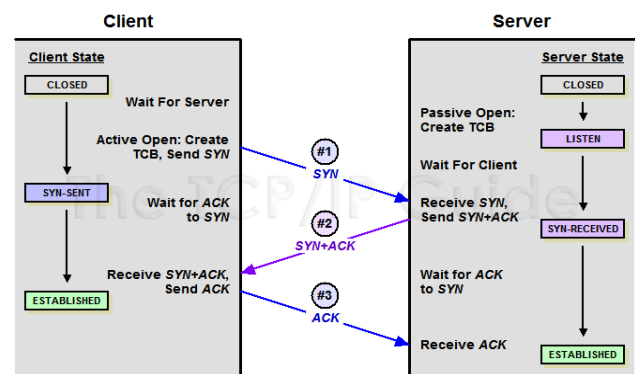 Client
Server
Client State
Server State
CLOSED
CLOSED
Wait For Server
Passive Open:
Create TCB
Active Open: Create
TCB, Send SYN
#1
LISTEN
SYN
Wait For Client
SYN-SENT
The TCP/IP Guide
Wait for ACK
to SYN
Receive SYN,
Send SYN+ACK
#2
SYN-RECEIVED
SYN+ACK
Receive SYN+ACK,
Send ACK
Wait for ACK
to SYN
#3
ESTABLISHED
ACK
Receive ACK
ESTABLISHED